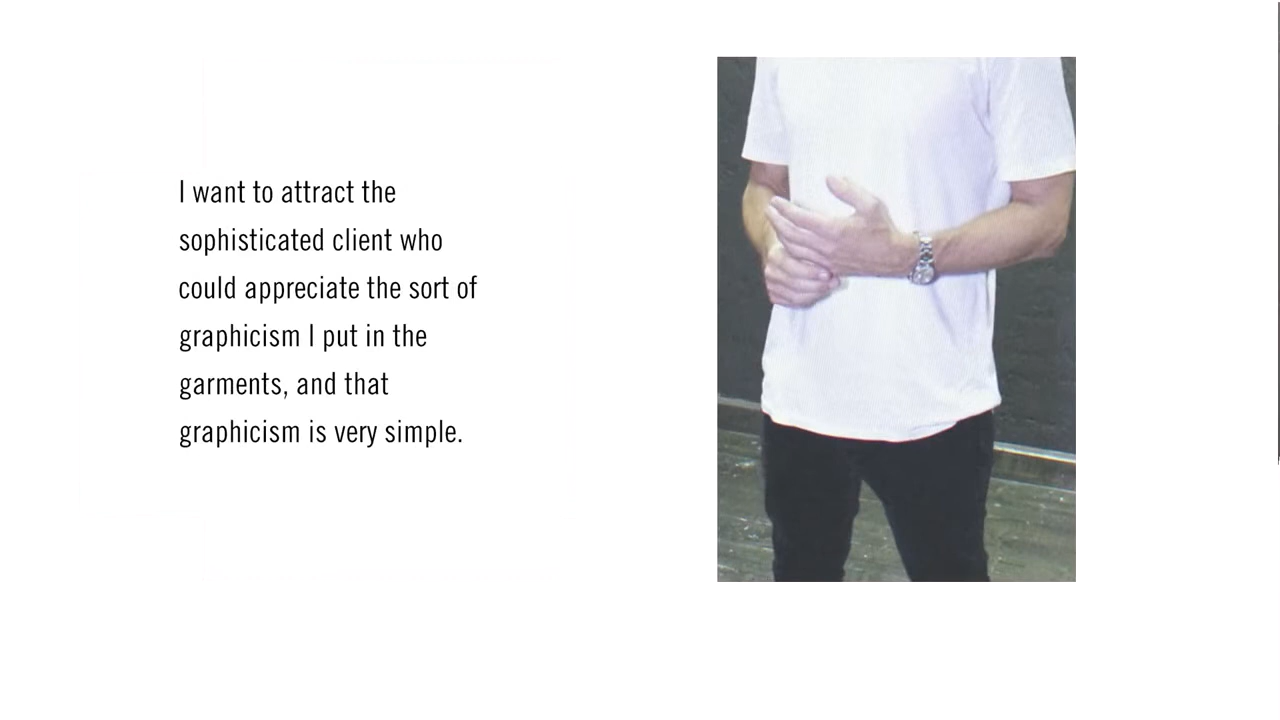 I want to attract the
sophisticated client who
could appreciate the sort of
graphicism I put in the
garments, and that
graphicism is very simple.